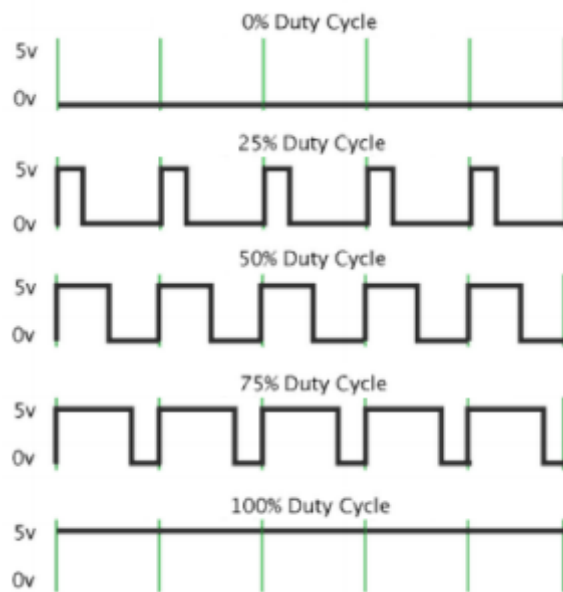 0% Duty Cycle
5v
0v
25% Duty Cycle
5v
0v
50% Duty Cycle
5v
0v
75% Duty Cycle
5v
0v
100% Duty Cycle
5v
0v